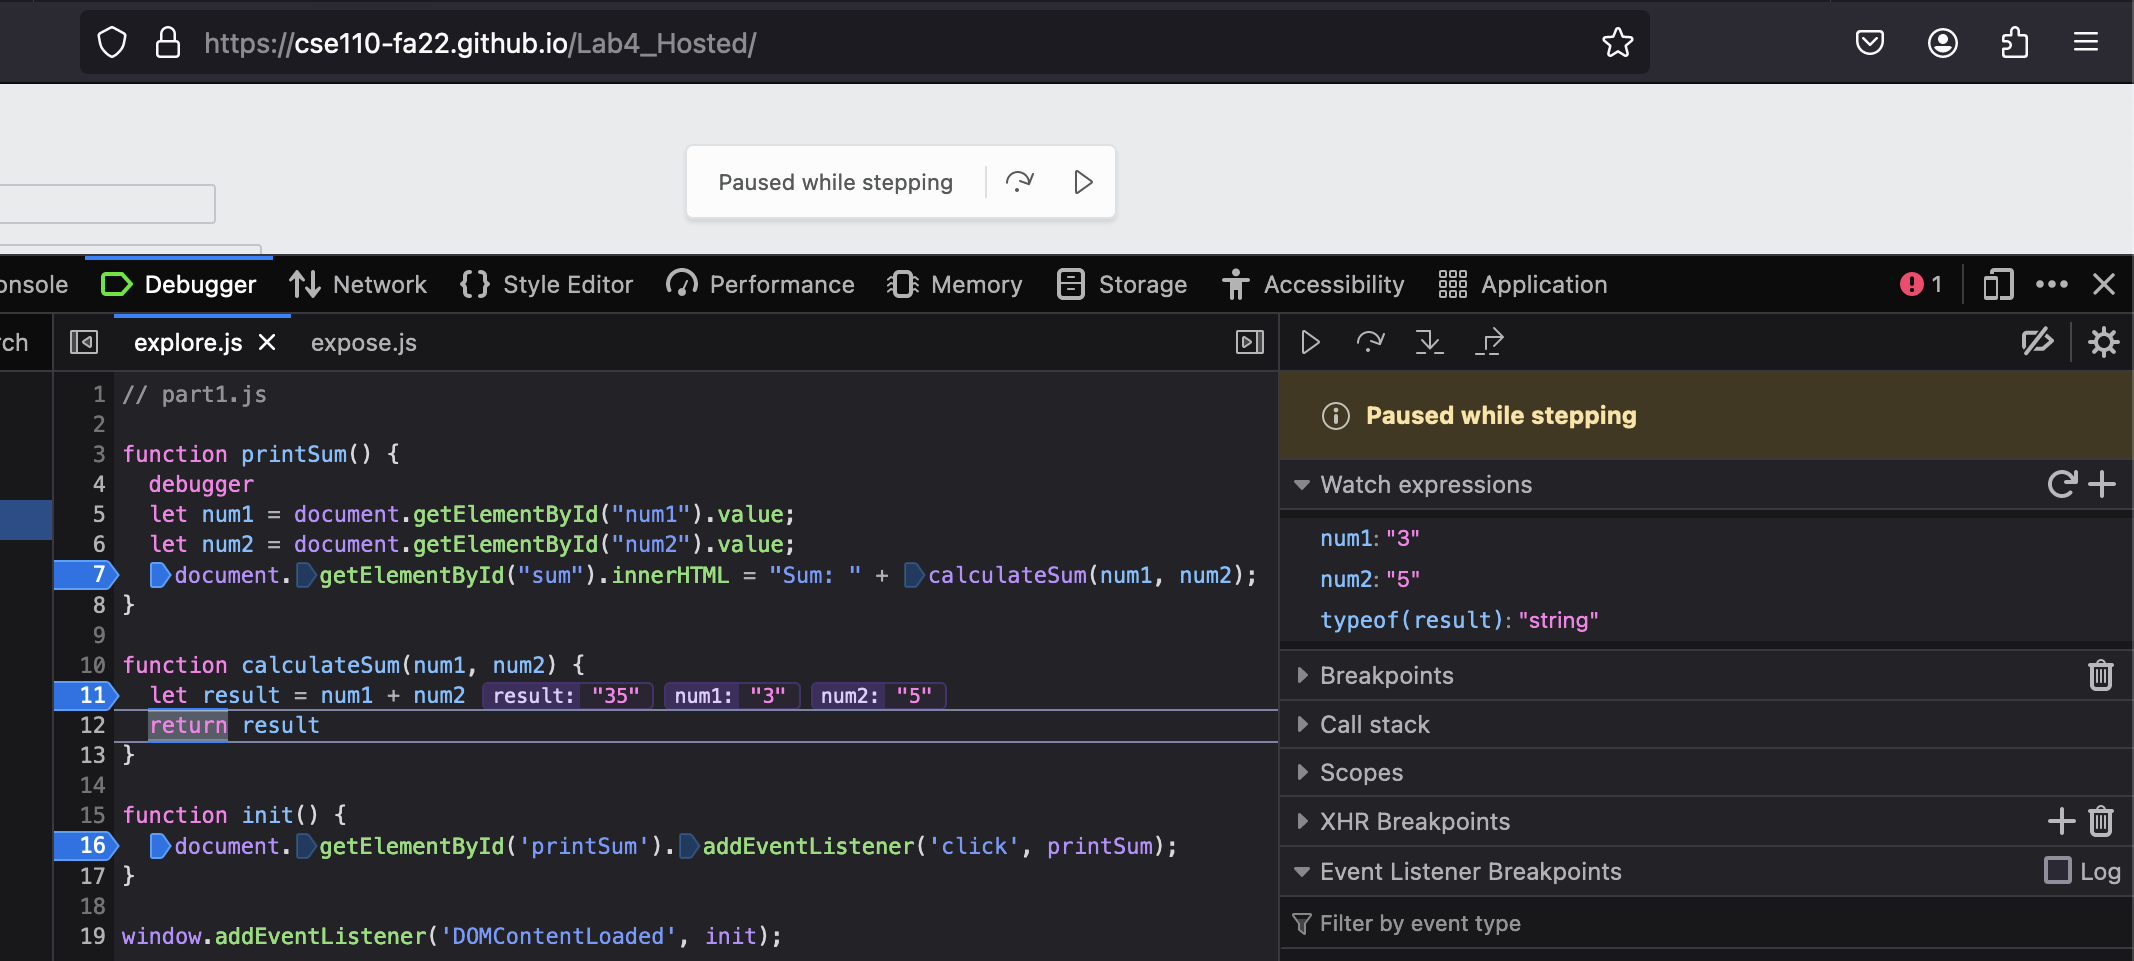 https://cse110-fa22.github.io/Lab4_Hosted/
Paused while stepping
onsole Debugger Network Style Editor Performance Memory Storage Accessibility Application 1
rch explore.js expose.js
1 // part1.js
2
3 function printSum() {
4 debugger
5 let num1 = document.getElementById("num1").value;
6 let num2 = document.getElementById("num2").value;
7 document.getElementById("sum").innerHTML = "Sum: " + calculateSum(num1, num2);
8 }
9
10 function calculateSum(num1, num2) {
11 let result = num1 + num2 result: "35" num1: "3" num2: "5"
12 return result
13 }
14
15 function init() {
16 document.getElementById('printSum').addEventListener('click', printSum);
17 }
18
19 window.addEventListener('DOMContentLoaded', init);
Paused while stepping
Watch expressions
num1: "3"
num2: "5"
typeof(result): "string"
Breakpoints
Call stack
Scopes
XHR Breakpoints
Event Listener Breakpoints Log
Filter by event type